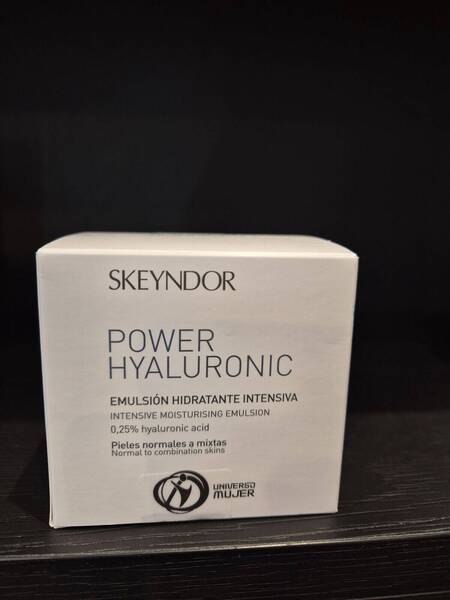 SKEYNDOR
POWER
HYALURONIC
EMULSIÓN HIDRATANTE INTENSIVA
INTENSIVE MOISTURISING EMULSION
0,25% hyaluronic acid
Pieles normales a mixtas
Normal to combination skins
UNIVERSO
MUJER